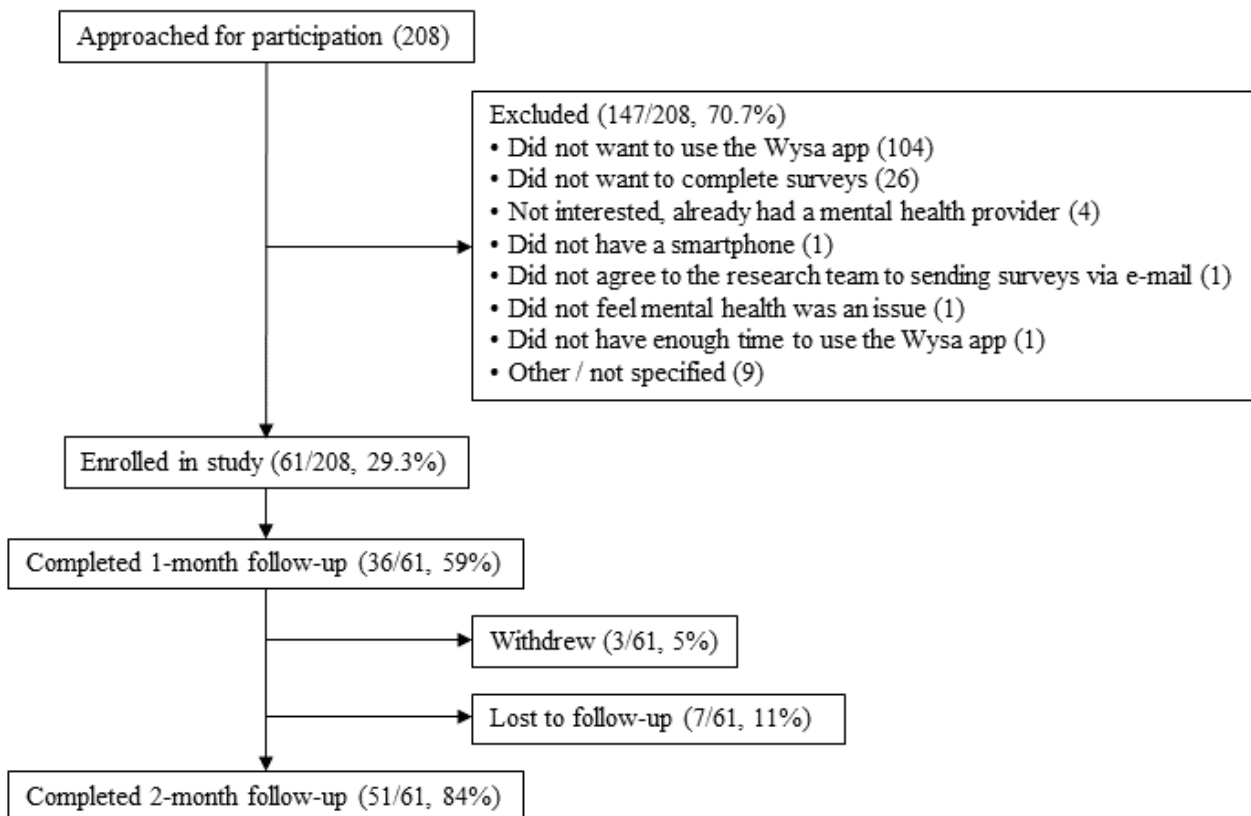 Approached for participation (208)
Excluded (147/208, 70.7%)
• Did not want to use the Wysa app (104)
• Did not want to complete surveys (26)
• Not interested, already had a mental health provider (4)
• Did not have a smartphone (1)
• Did not agree to the research team to sending surveys via e-mail (1)
• Did not feel mental health was an issue (1)
• Did not have enough time to use the Wysa app (1)
• Other / not specified (9)
Enrolled in study (61/208, 29.3%)
Completed 1-month follow-up (36/61, 59%)
Withdrew (3/61, 5%)
Lost to follow-up (7/61, 11%)
Completed 2-month follow-up (51/61, 84%)